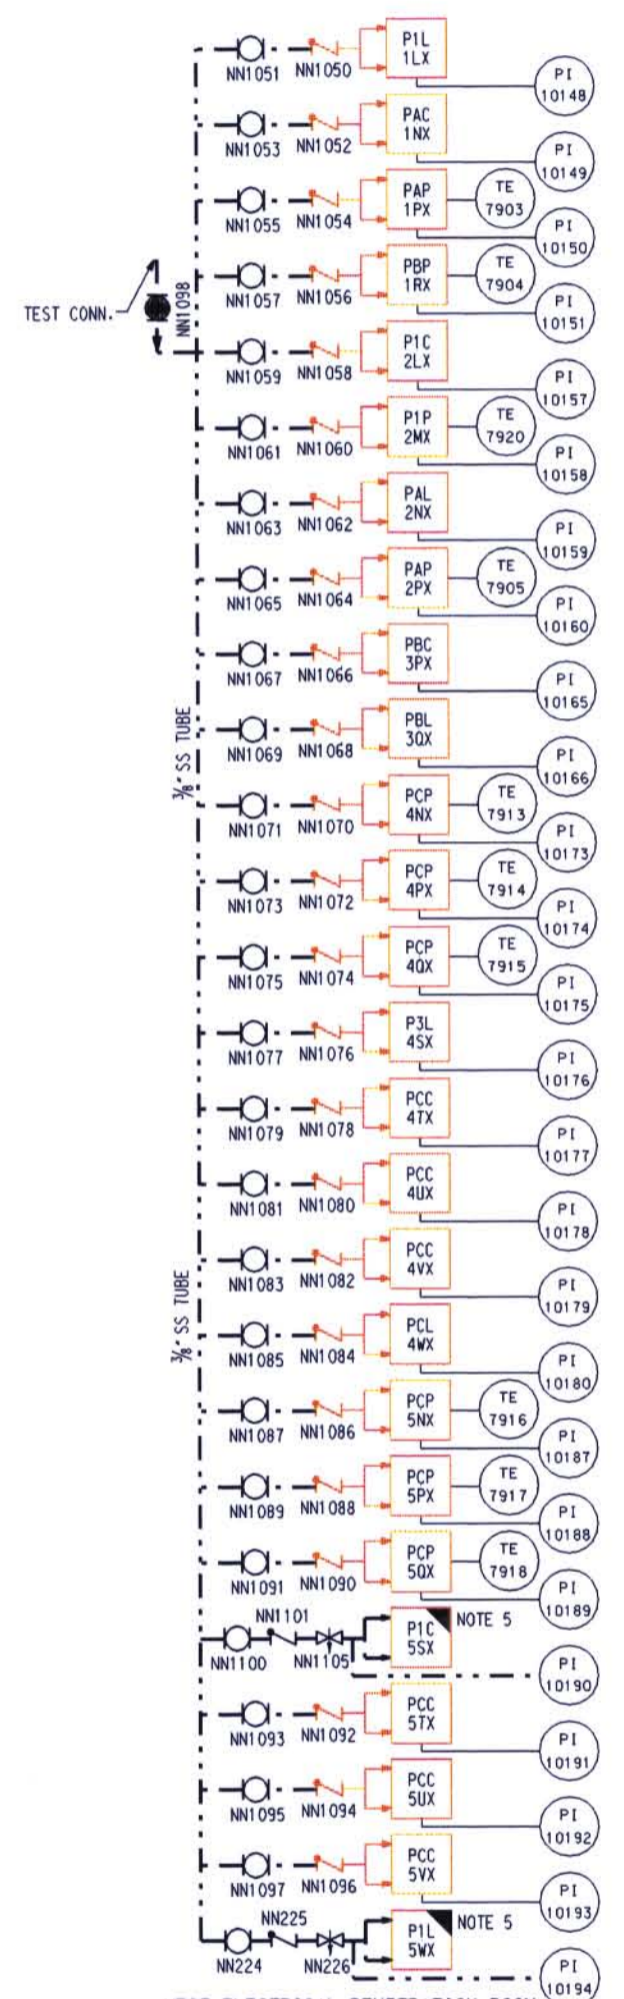 P1L
1LX
NN1051
NN1050
PI
10148
PAC
1NX
NN1053
NN1052
PI
10149
PAP
1PX
TE
7903
NN1055
NN1054
PI
10150
PBP
1RX
TE
7904
NN1057
NN1056
PI
10151
TEST CONN.
NN1098
P1C
2LX
NN1059
NN1058
PI
10157
P1P
2MX
TE
7920
NN1061
NN1060
PI
10158
PAL
2NX
NN1063
NN1062
PI
10159
PAP
2PX
TE
7905
NN1065
NN1064
PI
10160
PBC
3PX
NN1067
NN1066
PI
10165
3/8" SS TUBE
PBL
3QX
NN1069
NN1068
PI
10166
PCP
4NX
TE
7913
NN1071
NN1070
PI
10173
PCP
4PX
TE
7914
NN1073
NN1072
PI
10174
PCP
4QX
TE
7915
NN1075
NN1074
PI
10175
P3L
4SX
NN1077
NN1076
PI
10176
PCC
4TX
NN1079
NN1078
PI
10177
PCC
4UX
NN1081
NN1080
PI
10178
PCC
4VX
NN1083
NN1082
PI
10179
3/8" SS TUBE
PCL
4WX
NN1085
NN1084
PI
10180
PCP
5NX
TE
7916
NN1087
NN1086
PI
10187
PCP
5PX
TE
7917
NN1089
NN1088
PI
10188
PCP
5QX
TE
7918
NN1091
NN1090
PI
10189
NN1101
P1C
5SX
NOTE 5
NN1100
NN1105
PI
10190
PCC
5TX
NN1093
NN1092
PI
10191
PCC
5UX
NN1095
NN1094
PI
10192
PCC
5VX
NN1097
NN1096
PI
10193
NN225
P1L
5WX
NOTE 5
NN224
NN226
PI
10194